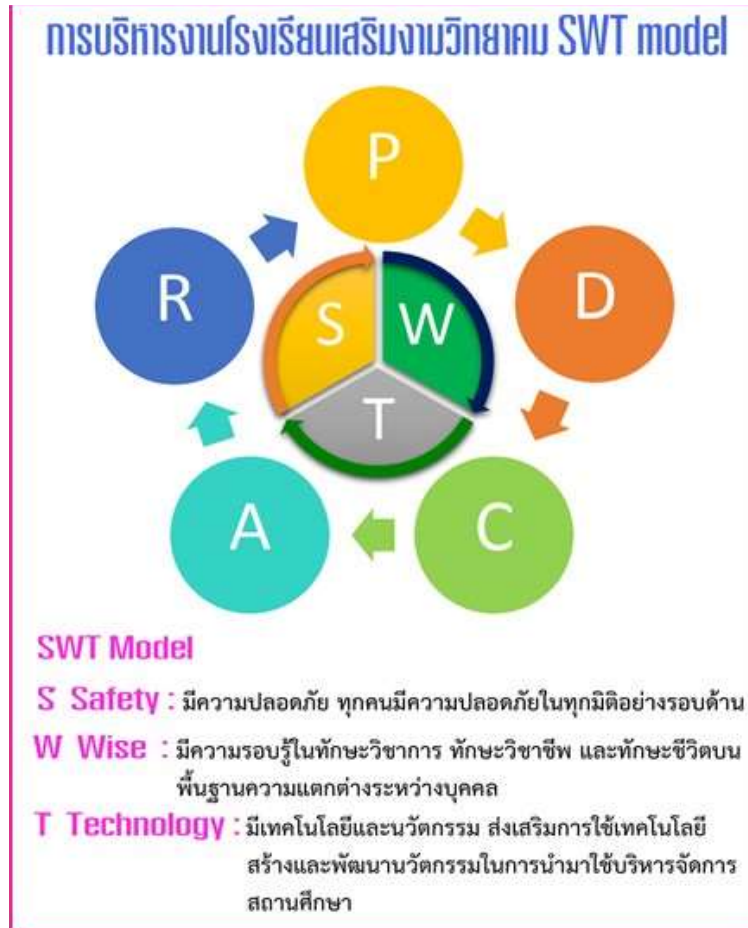 การบริหารงานโรงเรียนเสริมงามวิทยาคม SWT model
P
R
D
S
W
T
A
C
SWT Model
S Safety : มีความปลอดภัย ทุกคนมีความปลอดภัยในทุกมิติอย่างรอบด้าน
W Wise : มีความรอบรู้ในทักษะวิชาการ ทักษะวิชาชีพ และทักษะชีวิตบน
พื้นฐานความแตกต่างระหว่างบุคคล
T Technology : มีเทคโนโลยีและนวัตกรรม ส่งเสริมการใช้เทคโนโลยี
สร้างและพัฒนานวัตกรรมในการนำมาใช้บริหารจัดการ
สถานศึกษา